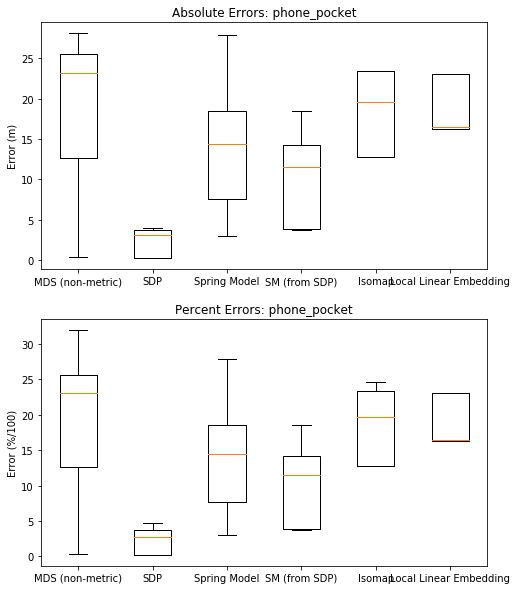 Absolute Errors: phone_pocket
25
20
15
10
5
0
Error (m)
MDS (non-metric) SDP Spring Model SM (from SDP) Isomap Local Linear Embedding
Percent Errors: phone_pocket
30
25
20
15
10
5
0
Error (%/100)
MDS (non-metric) SDP Spring Model SM (from SDP) Isomap Local Linear Embedding